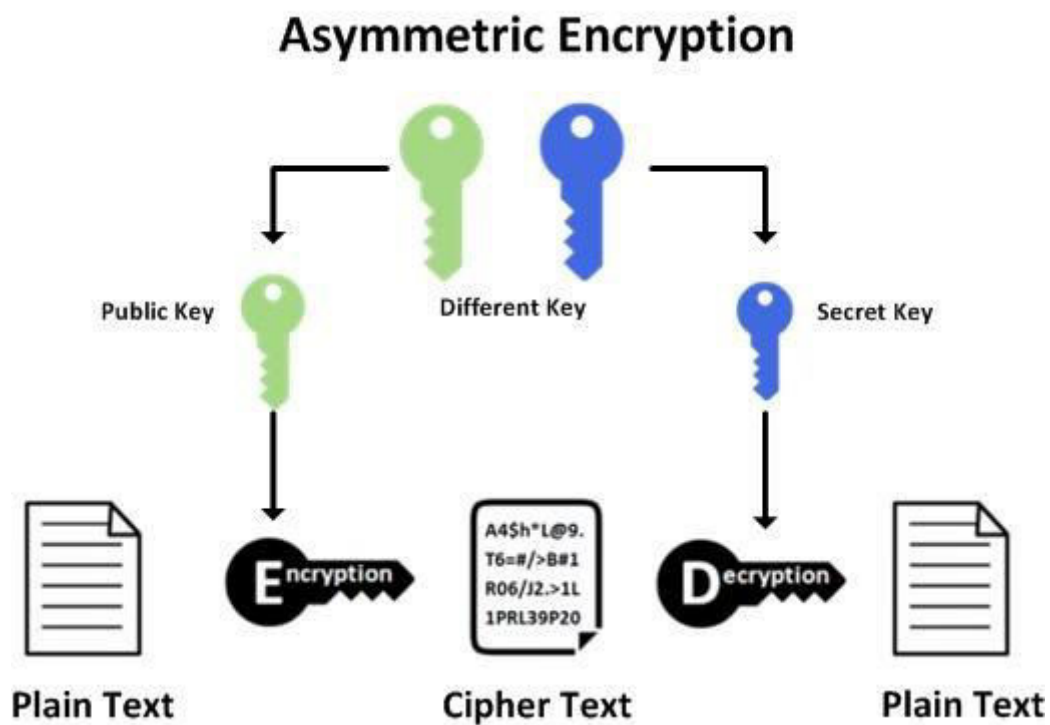 Asymmetric Encryption
Public Key
Different Key
Secret Key
Encryption
A4$h*L@9.
T6=#/>B#1
R06/J2.>1L
1PRL39P20
Decryption
Plain Text
Cipher Text
Plain Text